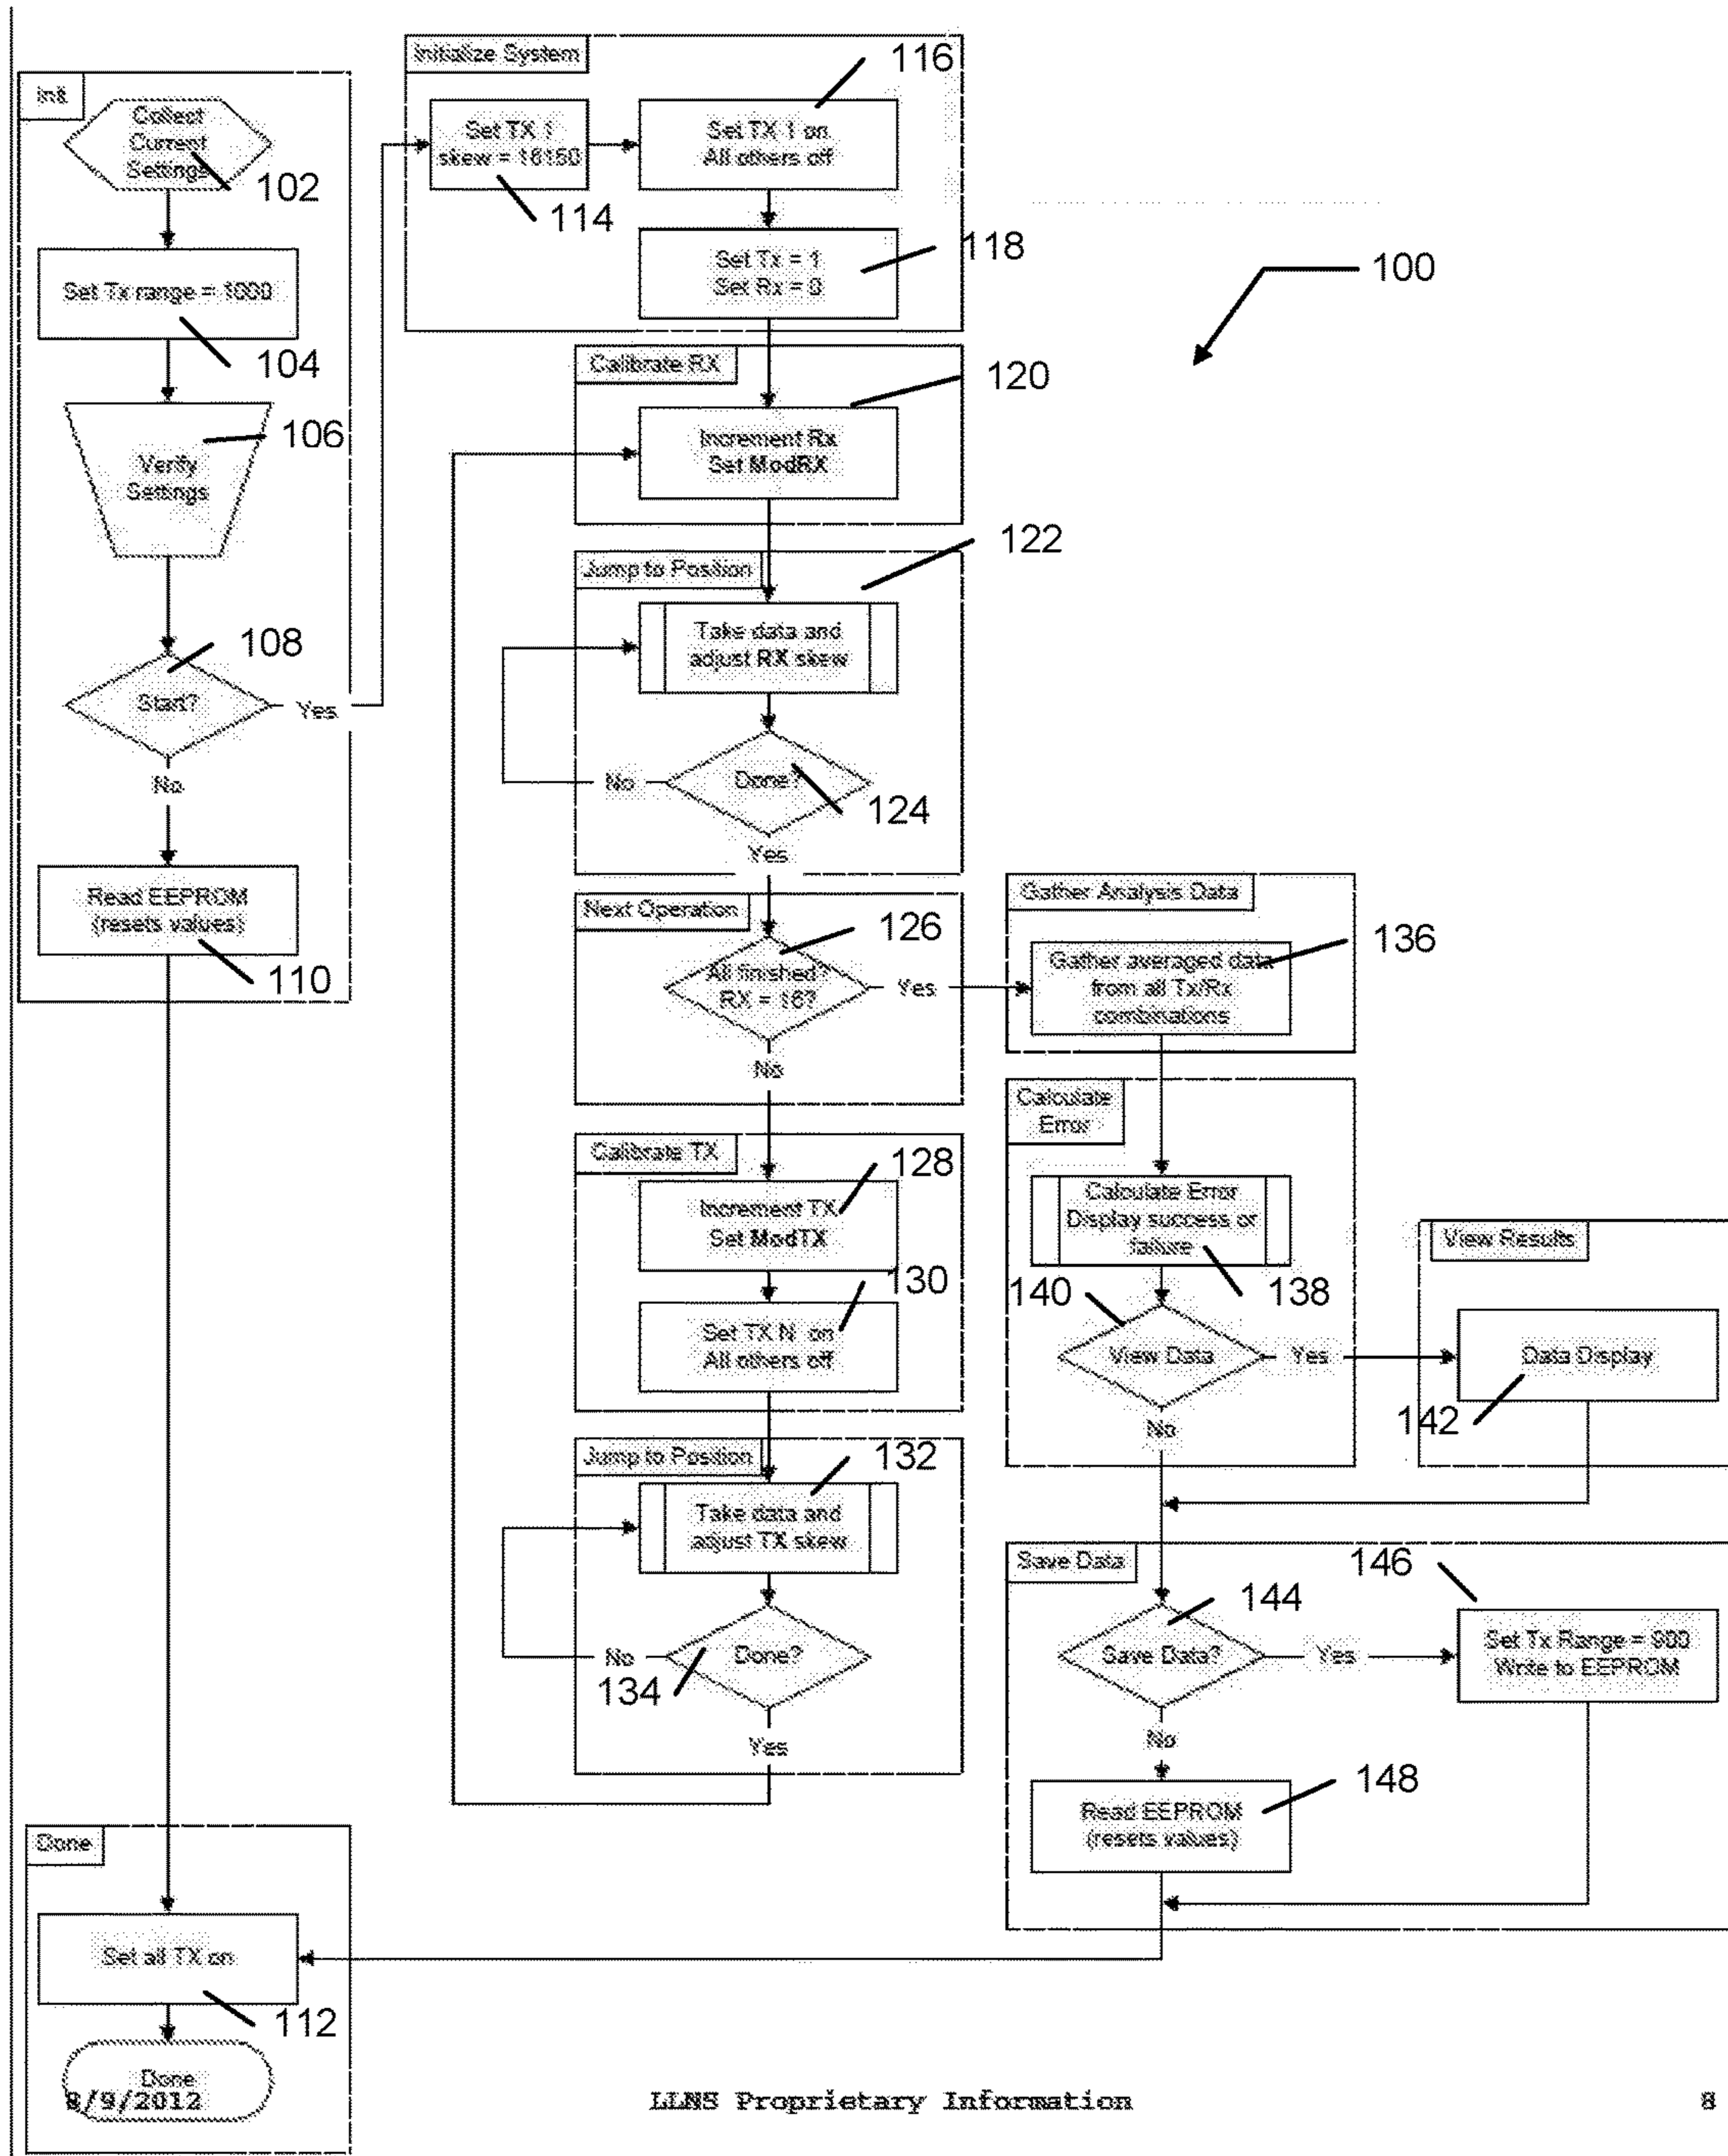 Init
Collect
Current
Settings
102
Set Tx range = 1000
104
Verify
Settings
106
Start?
108
Yes
No
Read EEPROM
(resets values)
110
Initialize System
Set TX 1
skew = 16150
114
Set TX 1 on
All others off
116
Set Tx = 1
Set Rx = 0
118
100
Calibrate RX
Increment Rx
Set ModRX
120
Jump to Position
Take data and
adjust RX skew
122
Done?
124
No
Yes
Next Operation
All finished?
RX = 16?
126
Yes
No
Calibrate TX
Increment TX
Set ModTX
128
Set TX N on
All others off
130
Jump to Position
Take data and
adjust TX skew
132
Done?
134
No
Yes
Gather Analysis Data
Gather averaged data
from all Tx/Rx
combinations
136
Calculate
Error
Calculate Error
Display success or
failure
138
View Data
140
Yes
No
View Results
Data Display
142
Save Data
Save Data?
144
Yes
No
Set Tx Range = 900
Write to EEPROM
146
Read EEPROM
(resets values)
148
Done
Set all TX on
112
Done
8/9/2012
LLNS Proprietary Information
8